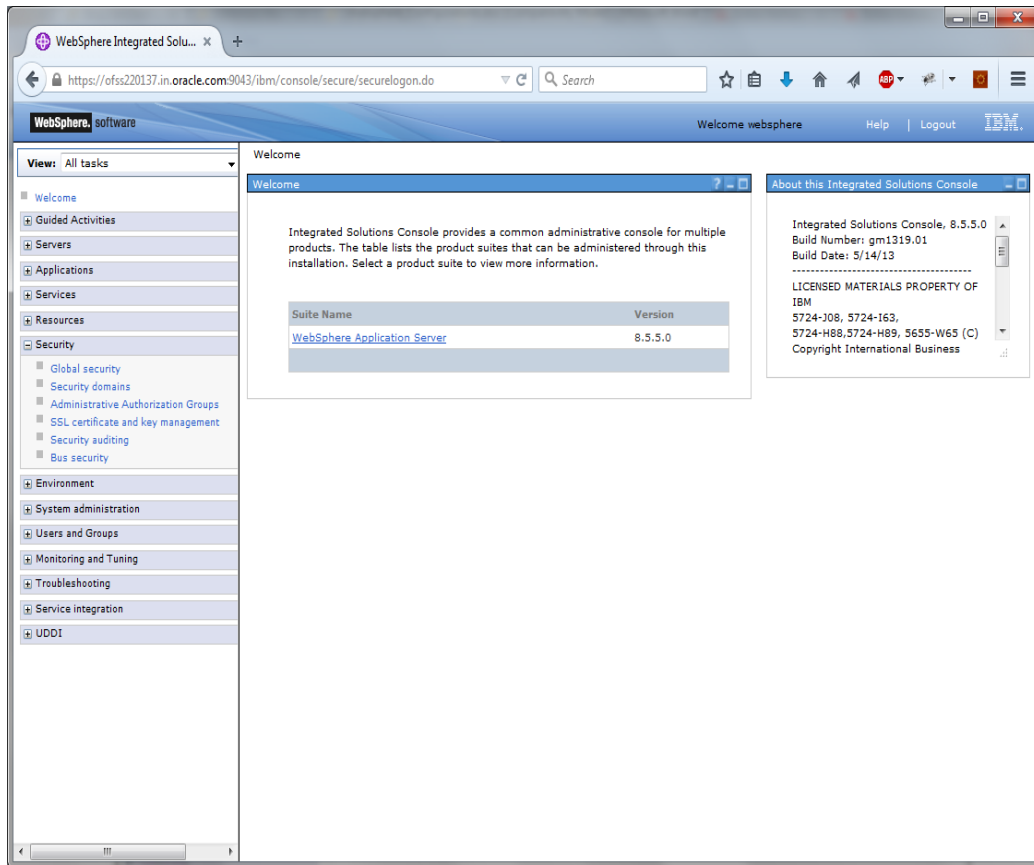 WebSphere Integrated Solu... x +
https://ofss220137.in.oracle.com:9043/ibm/console/secure/securelogon.do Search ABP
WebSphere. software Welcome websphere Help | Logout IBM.
View: All tasks
Welcome
Guided Activities
Servers
Applications
Services
Resources
Security
Global security
Security domains
Administrative Authorization Groups
SSL certificate and key management
Security auditing
Bus security
Environment
System administration
Users and Groups
Monitoring and Tuning
Troubleshooting
Service integration
UDDI
Welcome
Welcome ?
Integrated Solutions Console provides a common administrative console for multiple
products. The table lists the product suites that can be administered through this
installation. Select a product suite to view more information.
Suite Name Version
WebSphere Application Server 8.5.5.0
About this Integrated Solutions Console
Integrated Solutions Console, 8.5.5.0
Build Number: gm1319.01
Build Date: 5/14/13
---------------------------------------
LICENSED MATERIALS PROPERTY OF
IBM
5724-J08, 5724-I63,
5724-H88,5724-H89, 5655-W65 (C)
Copyright International Business